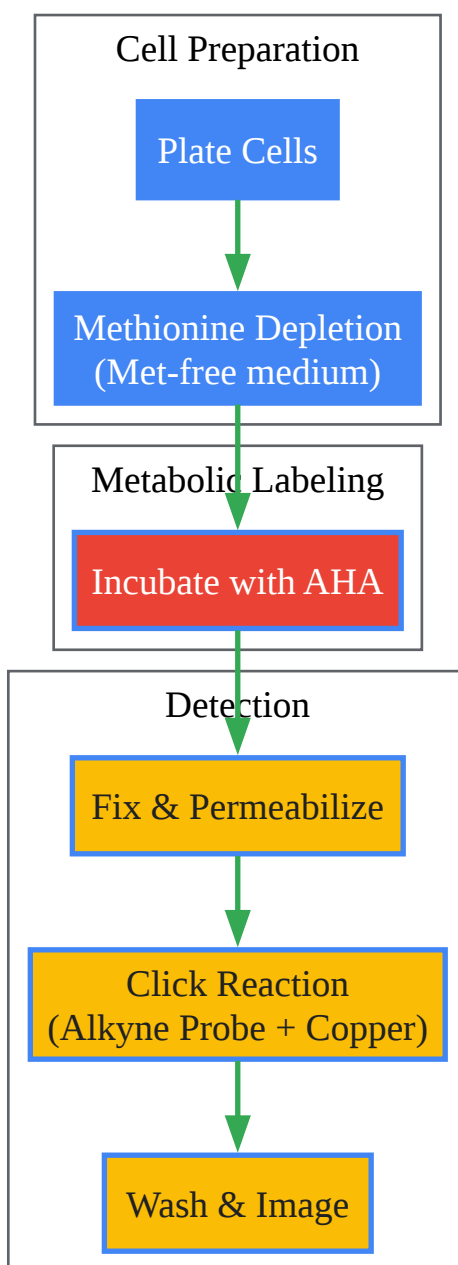 Cell Preparation
Plate Cells
Methionine Depletion
(Met-free medium)
Metabolic Labeling
Incubate with AHA
Detection
Fix & Permeabilize
Click Reaction
(Alkyne Probe + Copper)
Wash & Image